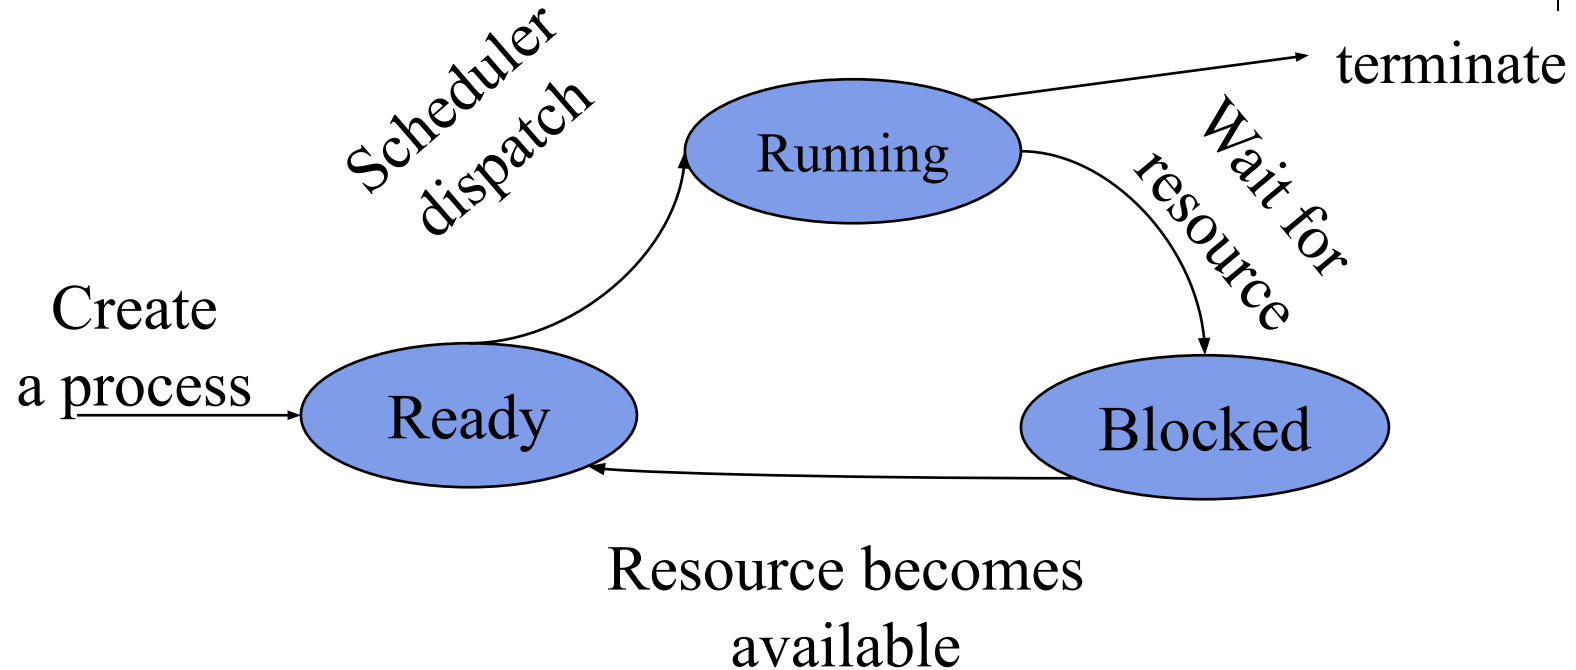 Scheduler
dispatch
Running
terminate
Wait for
resource
Create
a process
Ready
Blocked
Resource becomes
available